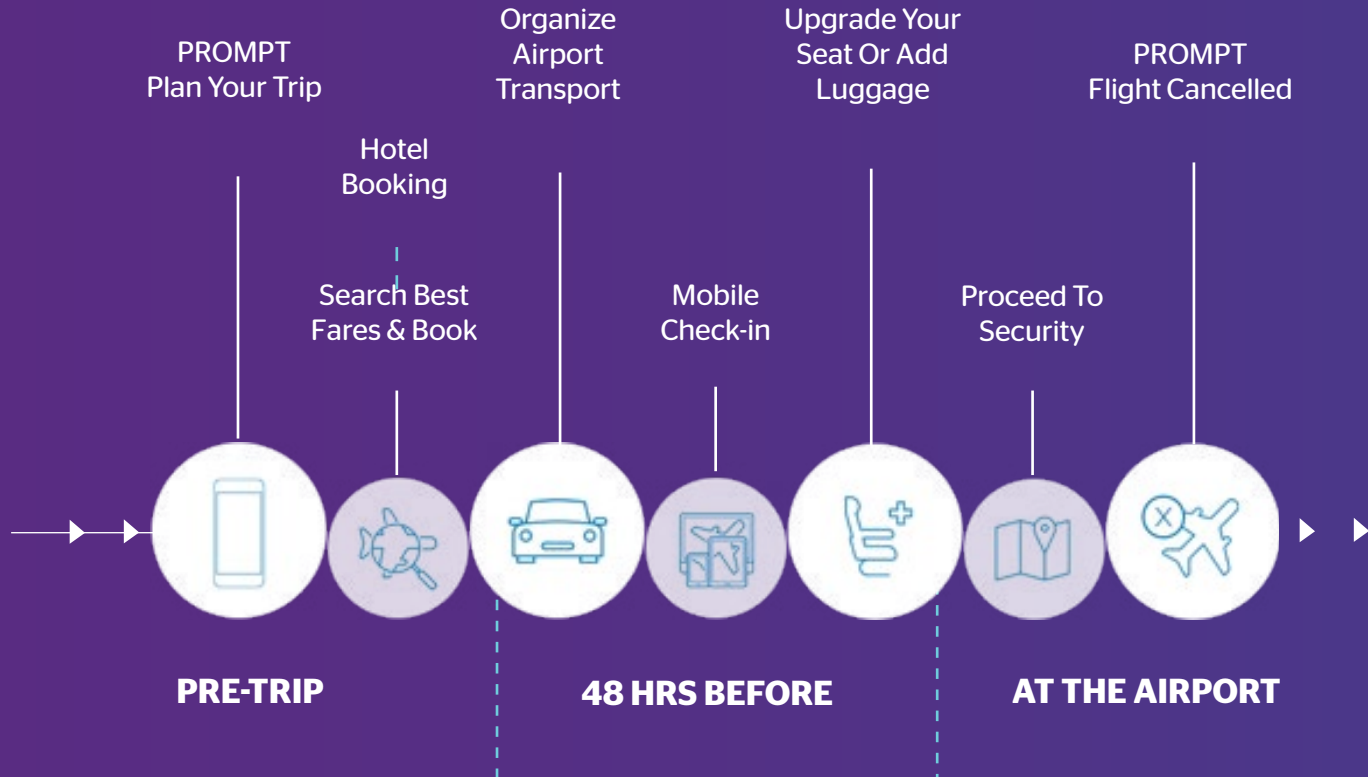 PROMPT
Plan Your Trip
Hotel
Booking
Search Best
Fares & Book
Organize
Airport
Transport
Mobile
Check-in
Upgrade Your
Seat Or Add
Luggage
Proceed To
Security
PROMPT
Flight Cancelled
X
PRE-TRIP
48 HRS BEFORE
AT THE AIRPORT